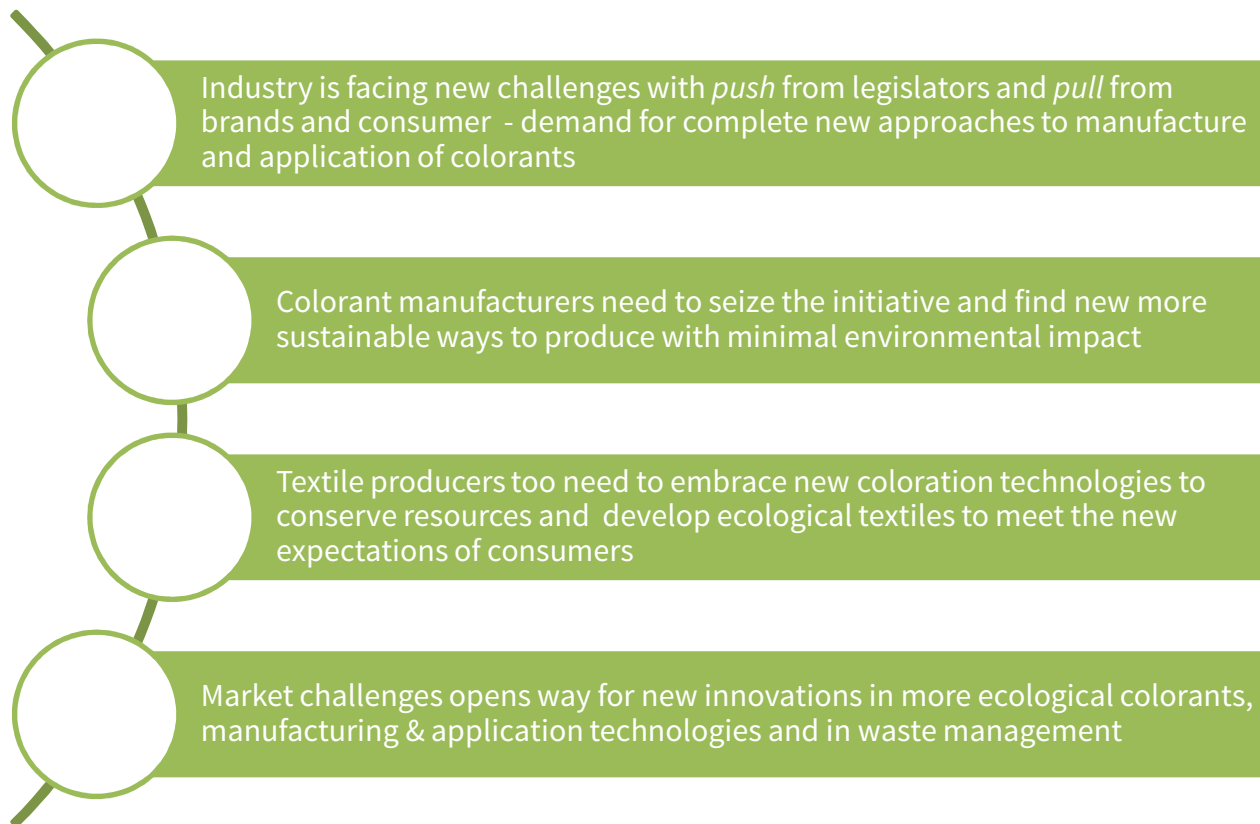 Industry is facing new challenges with push from legislators and pull from
brands and consumer  - demand for complete new approaches to manufacture
and application of colorants
Colorant manufacturers need to seize the initiative and find new more
sustainable ways to produce with minimal environmental impact
Textile producers too need to embrace new coloration technologies to
conserve resources and  develop ecological textiles to meet the new
expectations of consumers
Market challenges opens way for new innovations in more ecological colorants,
manufacturing & application technologies and in waste management